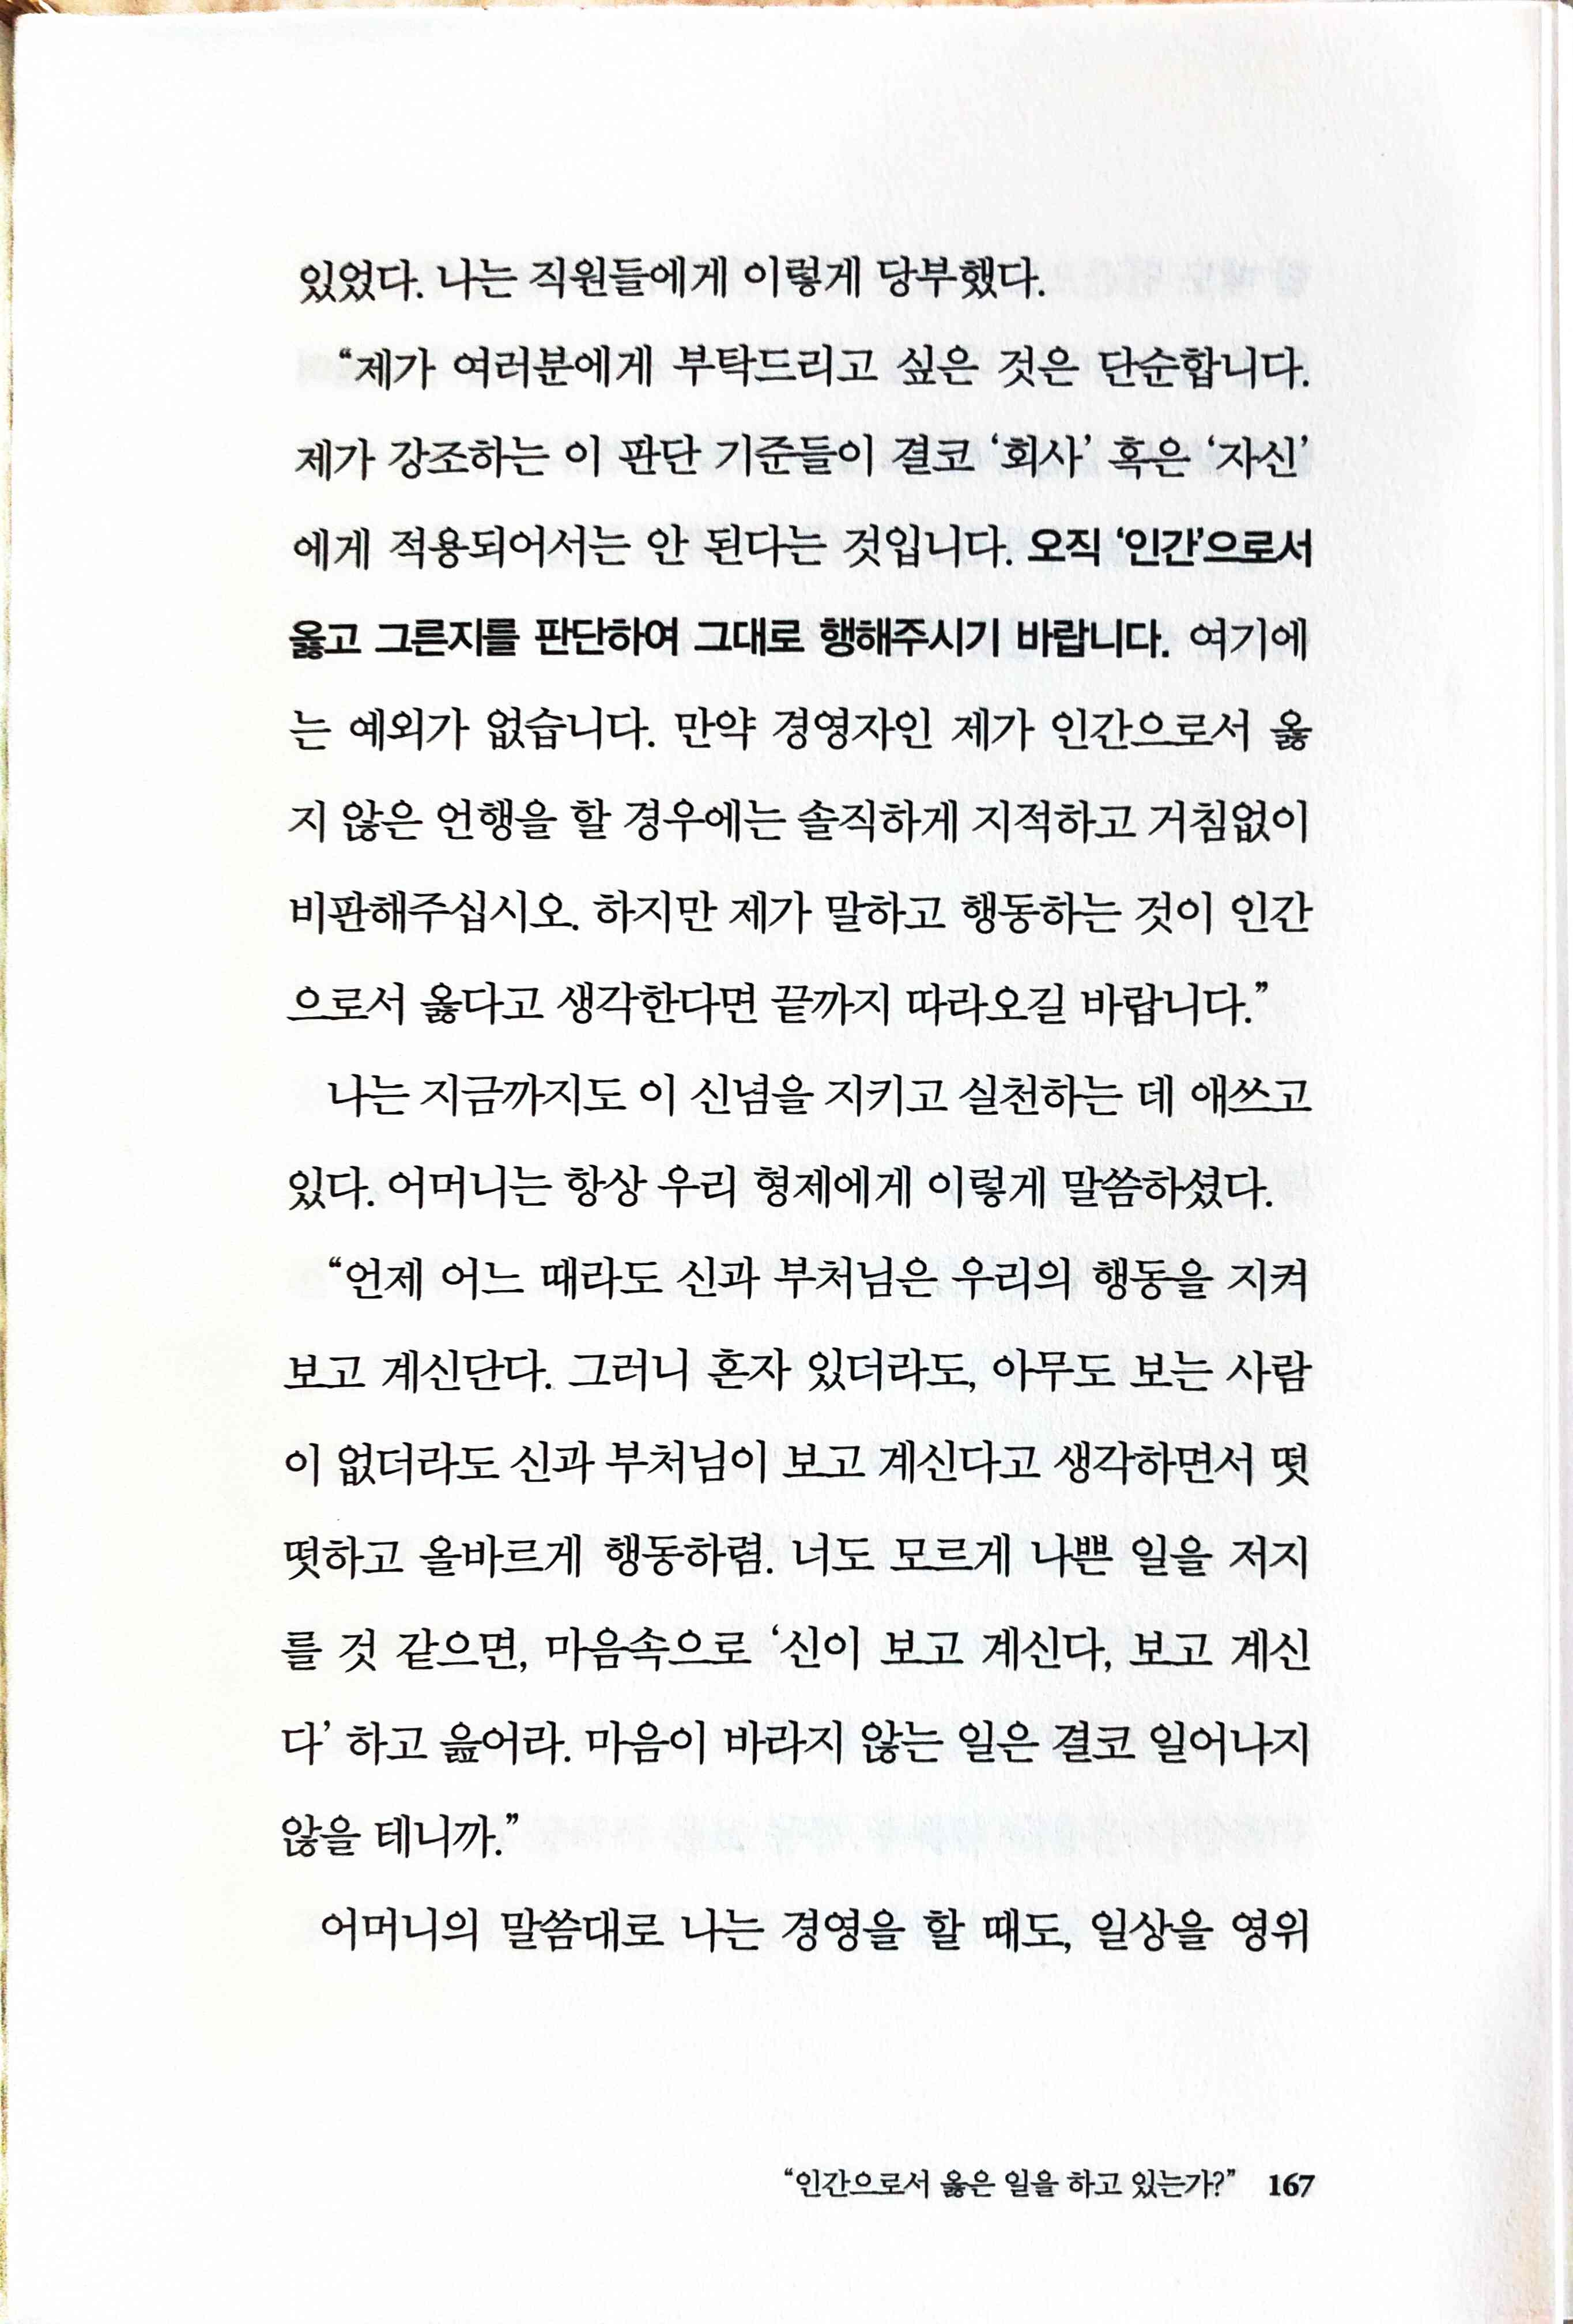 있었다. 나는 직원들에게 이렇게 당부했다.
“제가 여러분에게 부탁드리고 싶은 것은 단순합니다.
제가 강조하는 이 판단 기준들이 결코 ‘회사’ 혹은 ‘자신’
에게 적용되어서는 안 된다는 것입니다. 오직 ‘인간’으로서
옳고 그른지를 판단하여 그대로 행해주시기 바랍니다. 여기에
는 예외가 없습니다. 만약 경영자인 제가 인간으로서 옳
지 않은 언행을 할 경우에는 솔직하게 지적하고 거침없이
비판해주십시오. 하지만 제가 말하고 행동하는 것이 인간
으로서 옳다고 생각한다면 끝까지 따라오길 바랍니다.”
나는 지금까지도 이 신념을 지키고 실천하는 데 애쓰고
있다. 어머니는 항상 우리 형제에게 이렇게 말씀하셨다.
“언제 어느 때라도 신과 부처님은 우리의 행동을 지켜
보고 계신단다. 그러니 혼자 있더라도, 아무도 보는 사람
이 없더라도 신과 부처님이 보고 계신다고 생각하면서 떳
떳하고 올바르게 행동하렴. 너도 모르게 나쁜 일을 저지
를 것 같으면, 마음속으로 ‘신이 보고 계신다, 보고 계신
다’ 하고 읊어라. 마음이 바라지 않는 일은 결코 일어나지
않을 테니까.”
어머니의 말씀대로 나는 경영을 할 때도, 일상을 영위
“인간으로서 옳은 일을 하고 있는가?” 167